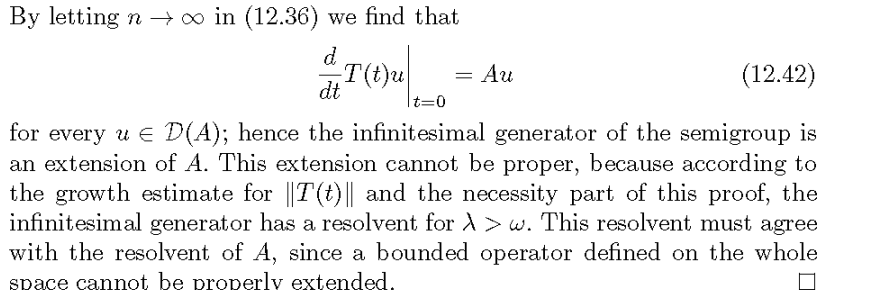 By letting n → ∞ in (12.36) we find that
d/dt T(t)u|_{t=0} = Au (12.42)
for every u ∈ 𝒟(A); hence the infinitesimal generator of the semigroup is
an extension of A. This extension cannot be proper, because according to
the growth estimate for ‖T(t)‖ and the necessity part of this proof, the
infinitesimal generator has a resolvent for λ > ω. This resolvent must agree
with the resolvent of A, since a bounded operator defined on the whole
space cannot be properly extended. □